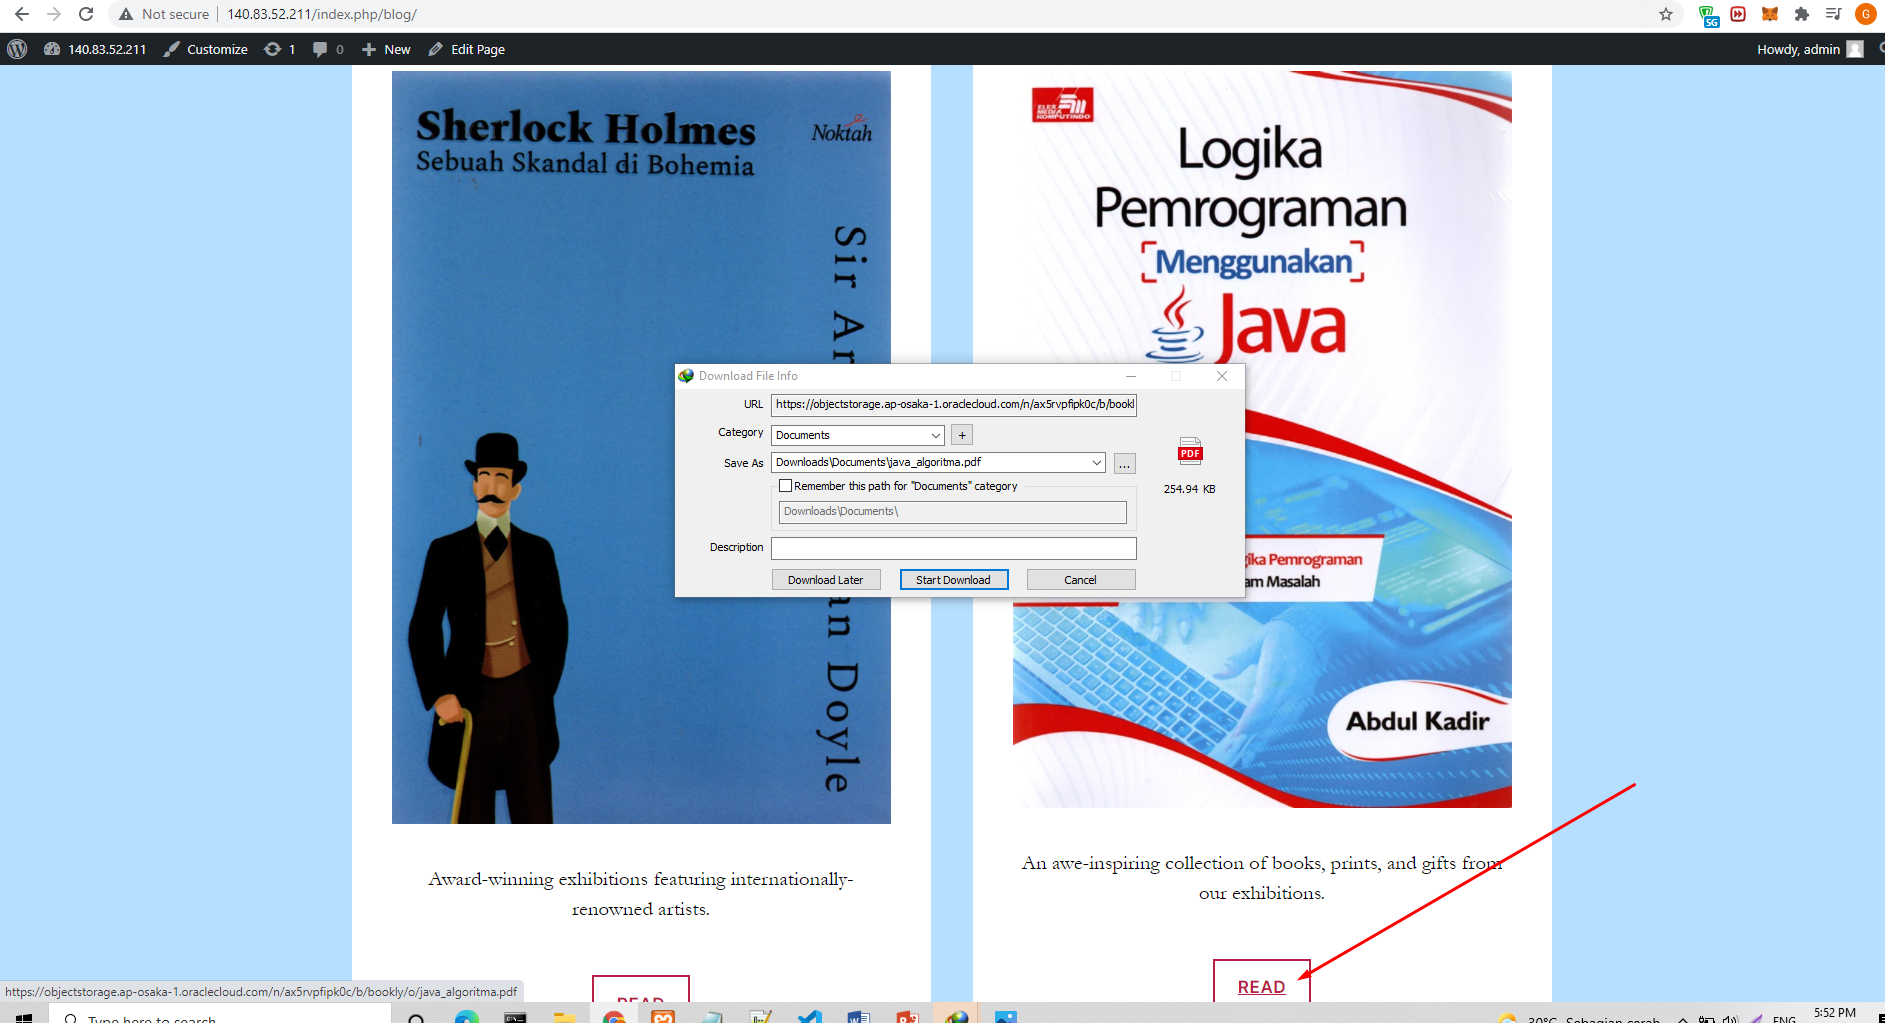 Not secure
140.83.52.211/index.php/blog/
SG
G
140.83.52.211
Customize
1
0
New
Edit Page
Howdy, admin
Sherlock Holmes
Sebuah Skandal di Bohemia
Noktah
Sir Ar
an Doyle
ELEX
MEDIA
KOMPUTINDO
Logika
Pemrograman
[Menggunakan]
Java
Download File Info
URL
https://objectstorage.ap-osaka-1.oraclecloud.com/n/ax5rvpfipk0c/b/bookl
Category
Documents
+
Save As
Downloads\Documents\java_algoritma.pdf
...
PDF
254.94 KB
Remember this path for "Documents" category
Downloads\Documents\
Description
Download Later
Start Download
Cancel
gika Pemrograman
am Masalah
Abdul Kadir
Award-winning exhibitions featuring internationally-
renowned artists.
READ
An awe-inspiring collection of books, prints, and gifts from
our exhibitions.
READ
https://objectstorage.ap-osaka-1.oraclecloud.com/n/ax5rvpfipk0c/b/bookly/o/java_algoritma.pdf
Type here to search
30°C Sebagian cerah
ENG
5:52 PM